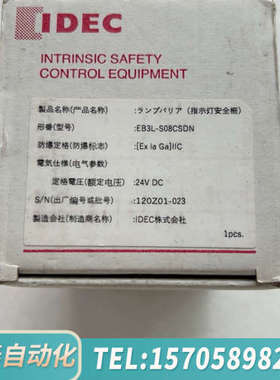 IDEC
INTRINSIC SAFETY
CONTROL EQUIPMENT
製品名称(产品名称) :ランプバリア (指示灯安全栅)
形番(型号) :EB3L-S08CSDN
防爆定格(防爆标志) :[Ex ia Ga]IIC
電気仕様(电气参数)
定格電圧(额定电压) :24V DC
S/N(出厂编号或批号) :120Z01-023
製造会社(制造商名称) :IDEC株式会社
1pcs.
自动化 TEL:157058982